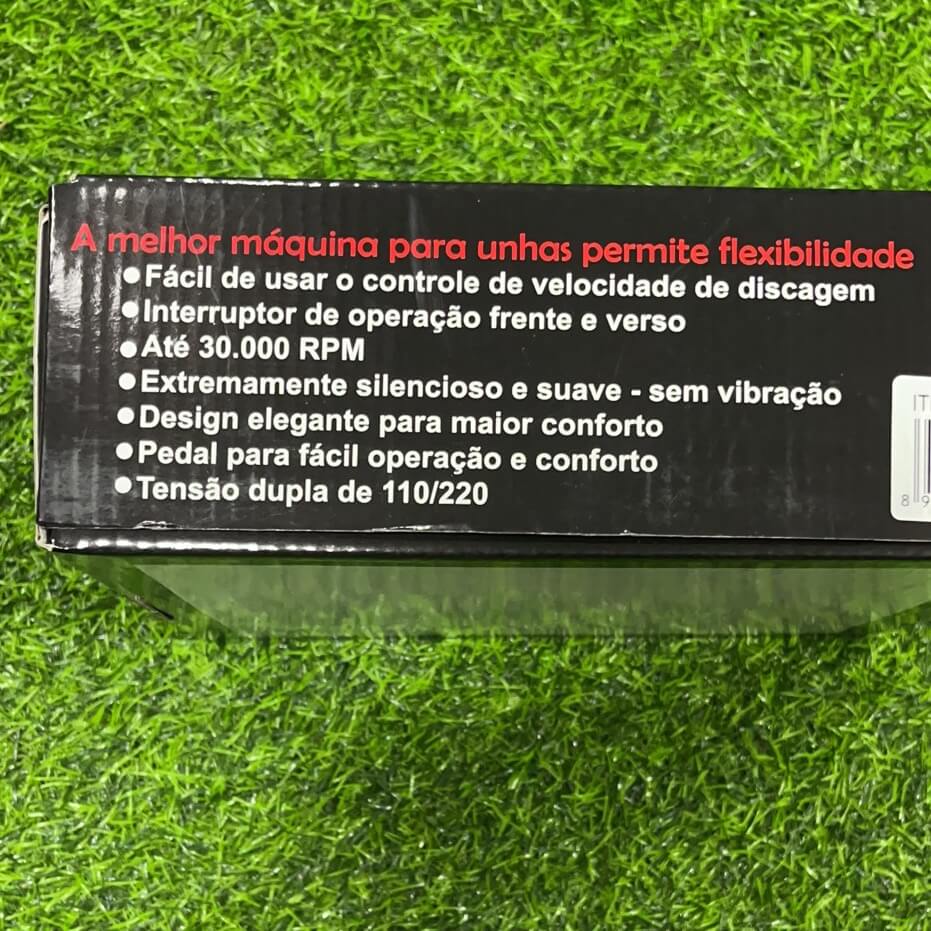 A melhor máquina para unhas permite flexibilidade
● Fácil de usar o controle de velocidade de discagem
● Interruptor de operação frente e verso
● Até 30.000 RPM
● Extremamente silencioso e suave - sem vibração
● Design elegante para maior conforto
● Pedal para fácil operação e conforto
● Tensão dupla de 110/220
8